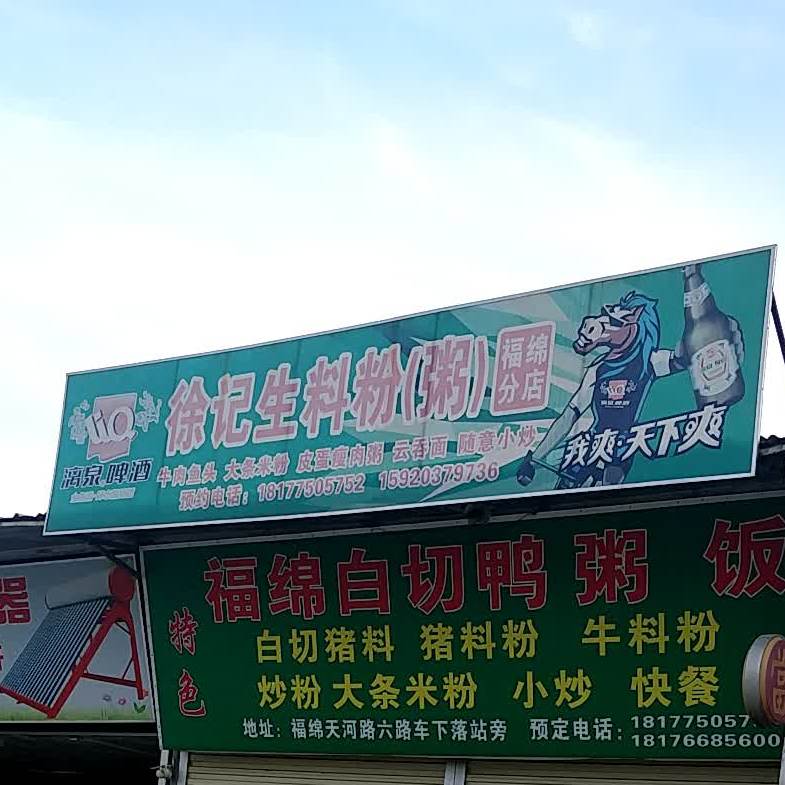 徐记生料粉(粥) 福绵分店
漓泉啤酒
牛肉鱼头 大条米粉 皮蛋瘦肉粥 云吞面 随意小炒
预约电话：18177505752 15920379736
我爽·天下爽
器
福绵白切鸭 粥 饭
特色
白切猪料 猪料粉 牛料粉
炒粉 大条米粉 小炒 快餐
地址：福绵天河路六路车下落站旁 预定电话：
181775057
18176685600